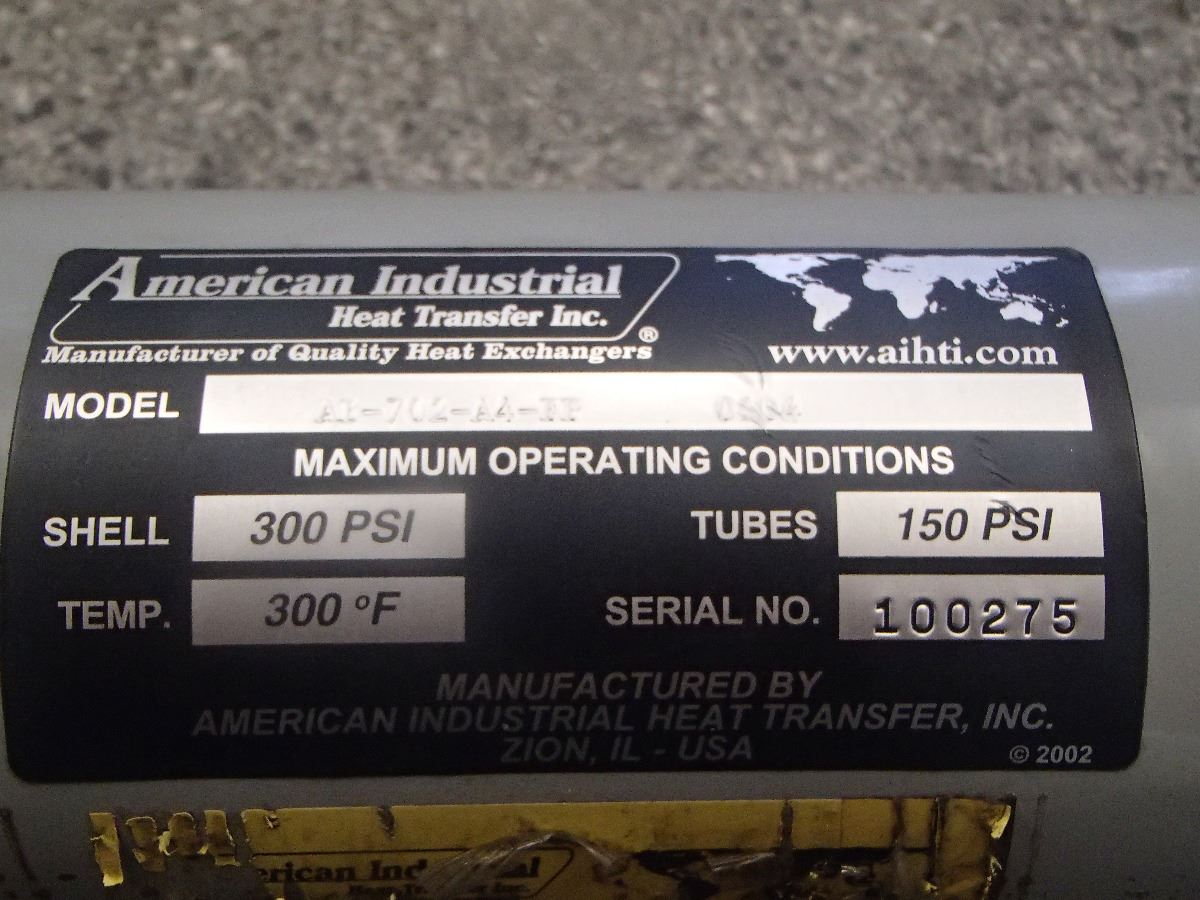 American Industrial
Heat Transfer Inc. ®
Manufacturer of Quality Heat Exchangers
www.aihti.com
MODEL
MAXIMUM OPERATING CONDITIONS
SHELL 300 PSI TUBES 150 PSI
TEMP. 300 °F SERIAL NO. 100275
MANUFACTURED BY
AMERICAN INDUSTRIAL HEAT TRANSFER, INC.
ZION, IL - USA
© 2002